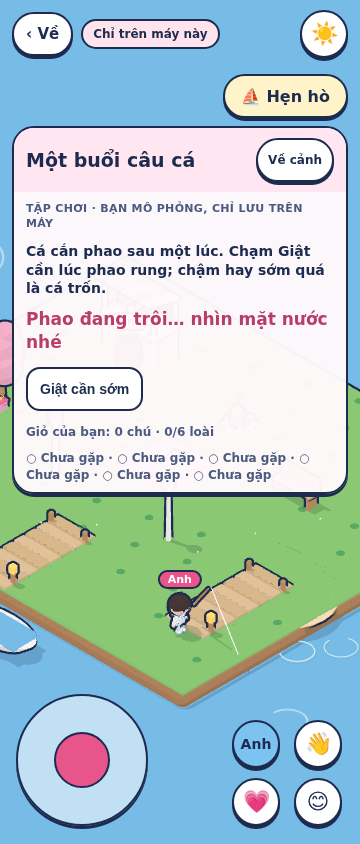 ‹ Về
Chỉ trên máy này
☀️
⛵ Hẹn hò
Một buổi câu cá
Về cảnh
TẬP CHƠI · BẠN MÔ PHỎNG, CHỈ LƯU TRÊN
MÁY
Cá cắn phao sau một lúc. Chạm Giật
cần lúc phao rung; chậm hay sớm quá
là cá trốn.
Phao đang trôi… nhìn mặt nước
nhé
Giật cần sớm
Giỏ của bạn: 0 chú · 0/6 loài
○ Chưa gặp · ○ Chưa gặp · ○ Chưa gặp · ○
Chưa gặp · ○ Chưa gặp · ○ Chưa gặp
Anh
Anh